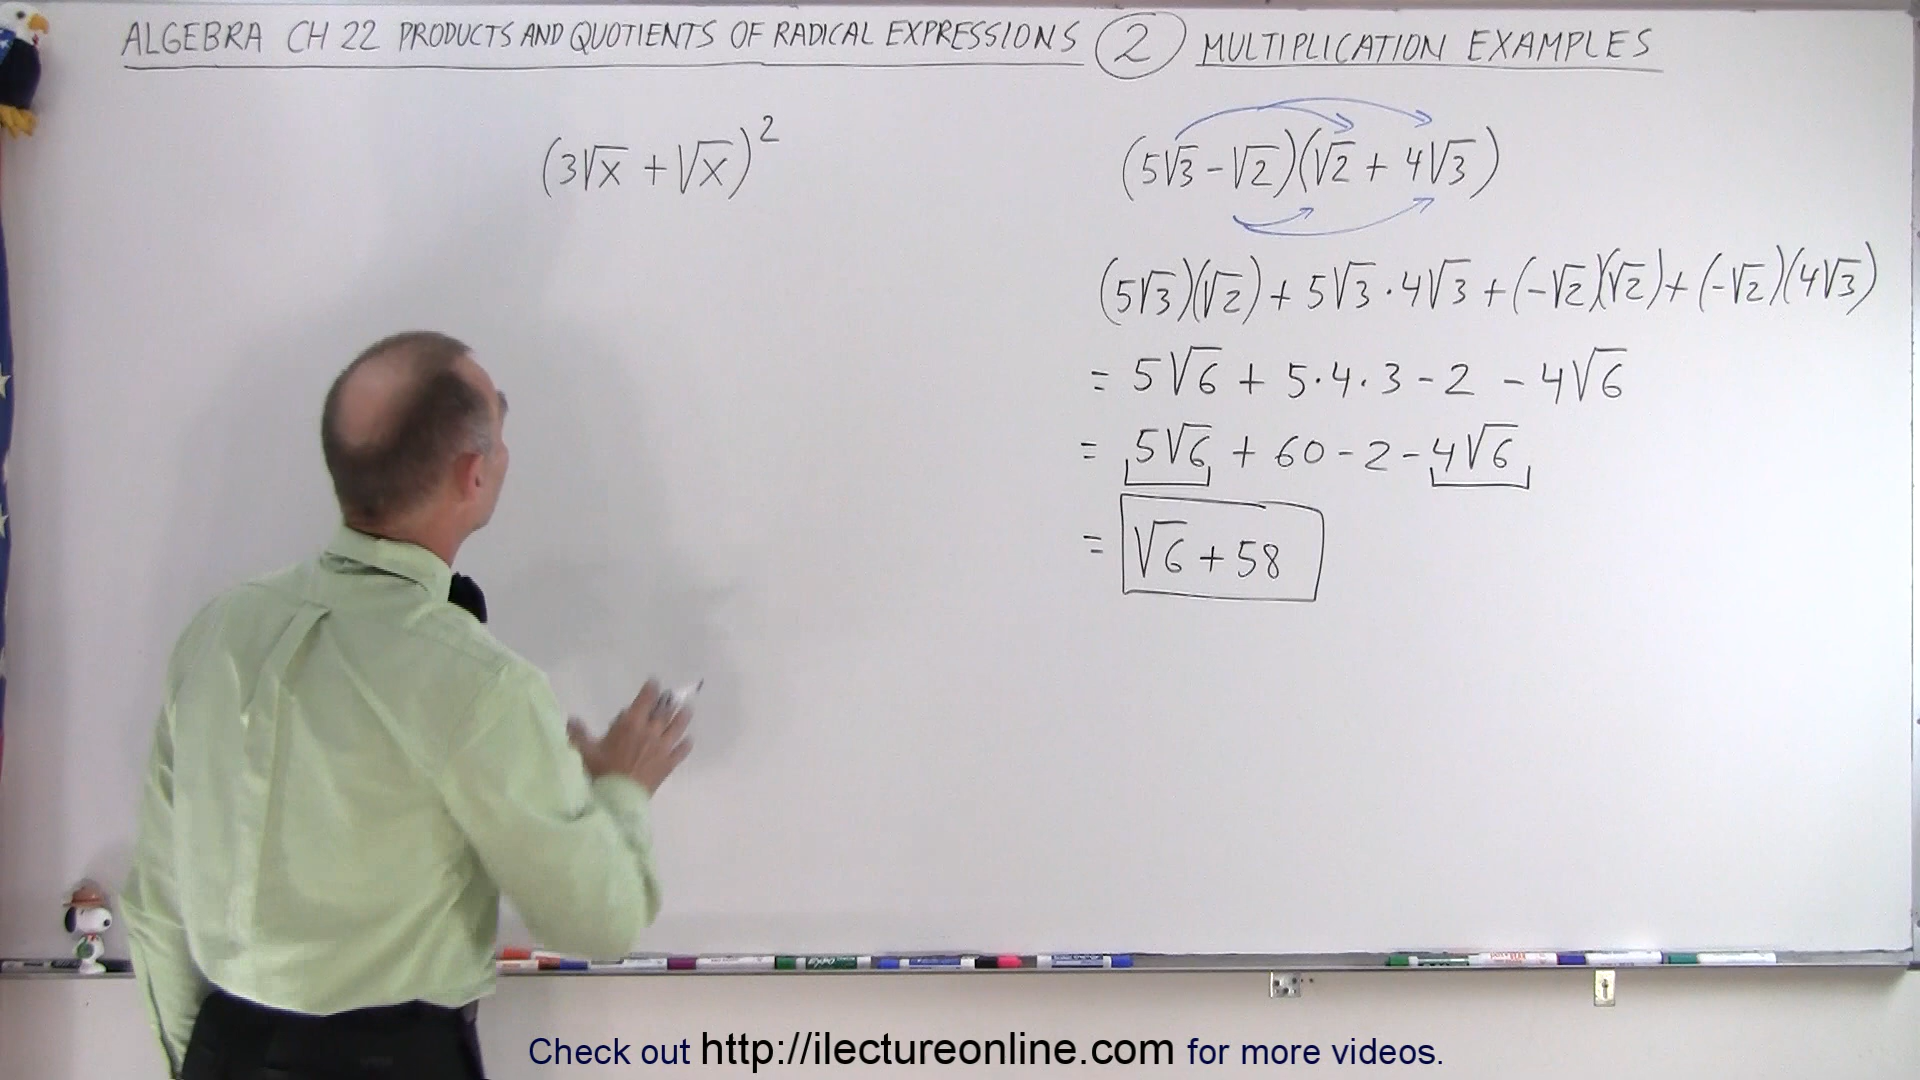 ALGEBRA CH 22 PRODUCTS AND QUOTIENTS OF RADICAL EXPRESSIONS 2 MULTIPLICATION EXAMPLES
(3√x + √x)²
(5√3 - √2)(√2 + 4√3)
(5√3)(√2) + 5√3 · 4√3 + (-√2)(√2) + (-√2)(4√3)
= 5√6 + 5·4·3 - 2 - 4√6
= 5√6 + 60 - 2 - 4√6
= √6 + 58
Check out http://ilectureonline.com for more videos.